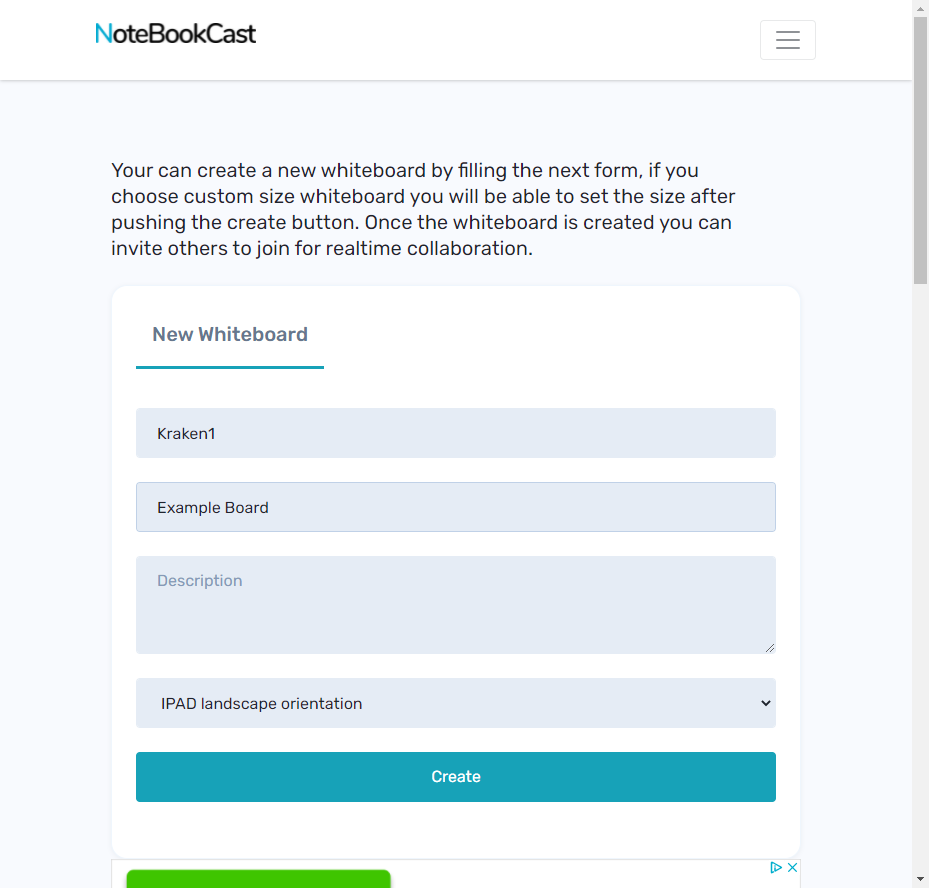 NoteBookCast
Your can create a new whiteboard by filling the next form, if you
choose custom size whiteboard you will be able to set the size after
pushing the create button. Once the whiteboard is created you can
invite others to join for realtime collaboration.
New Whiteboard
Kraken1
Example Board
Description
IPAD landscape orientation
Create